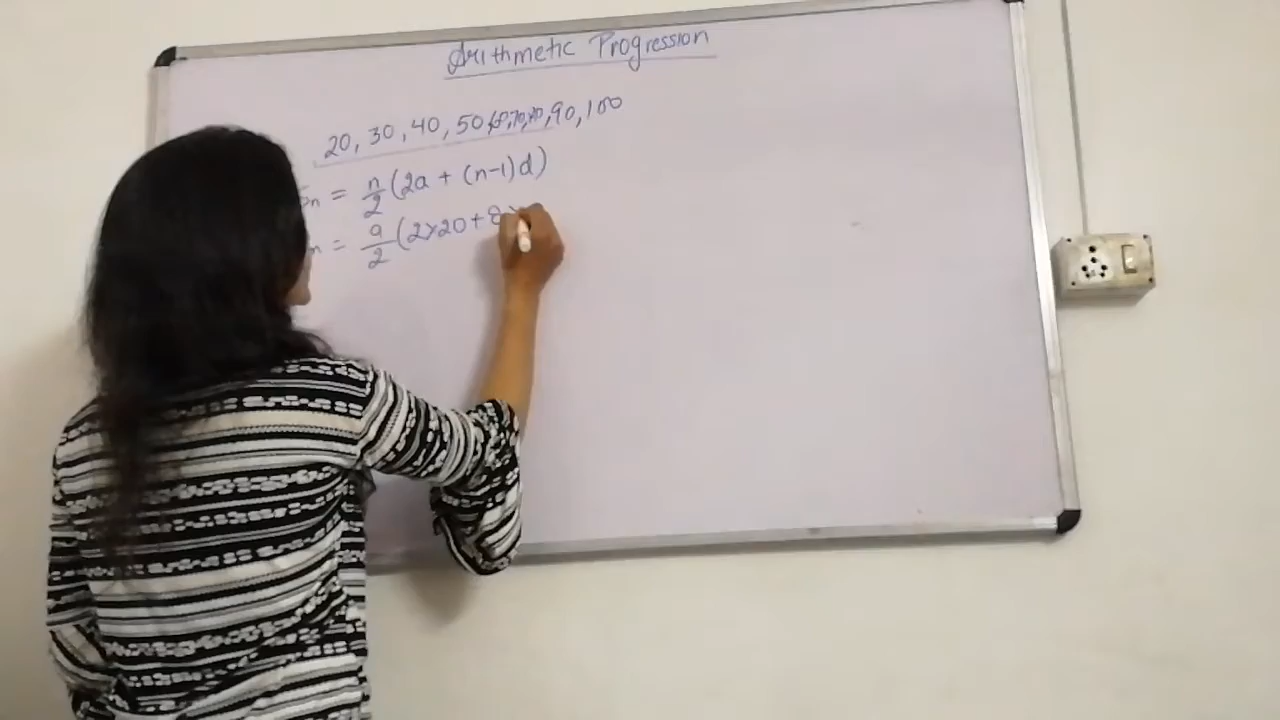 Arithmetic Progression
20, 30, 40, 50, 60, 70, 80, 90, 100
Sn = n/2 (2a + (n-1)d)
n = 9/2 (2×20 + 8×